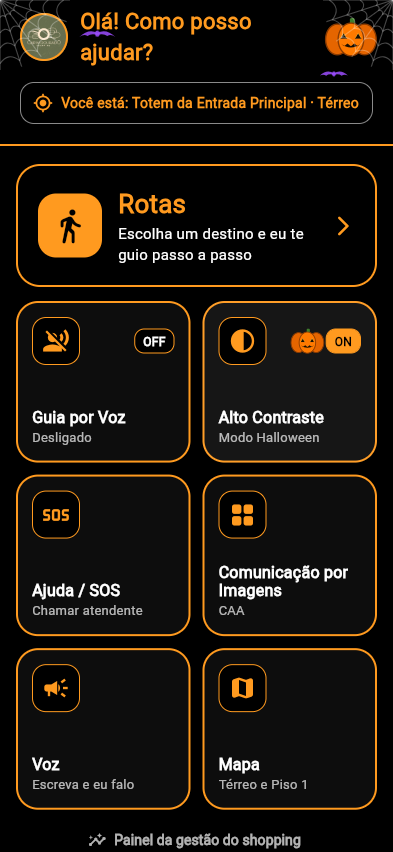 Olá! Como posso
ajudar?
Você está: Totem da Entrada Principal · Térreo
Rotas
Escolha um destino e eu te
guio passo a passo
OFF
Guia por Voz
Desligado
ON
Alto Contraste
Modo Halloween
SOS
Ajuda / SOS
Chamar atendente
Comunicação por
Imagens
CAA
Voz
Escreva e eu falo
Mapa
Térreo e Piso 1
Painel da gestão do shopping